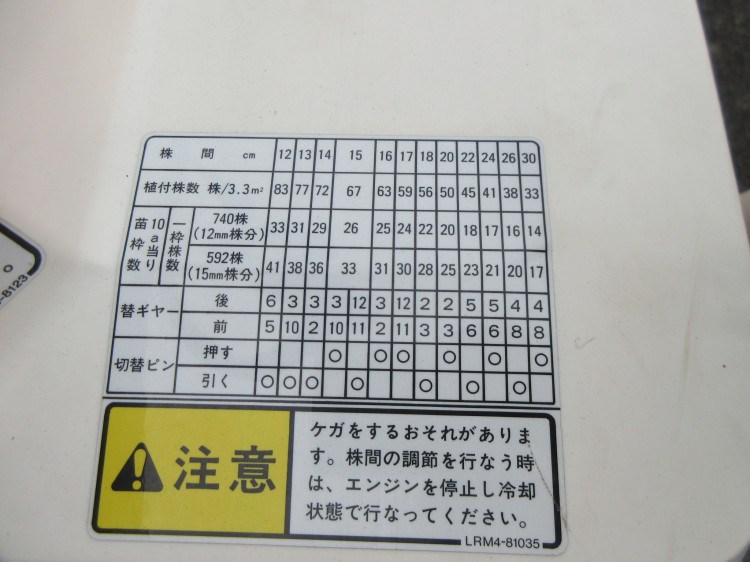 株 間 cm 12 13 14 15 16 17 18 20 22 24 26 30
植付株数 株/3.3m² 83 77 72 67 63 59 56 50 45 41 38 33
10a当り苗枠数 一枠株数 740株(12mm株分) 33 31 29 26 25 24 22 20 18 17 16 14
592株(15mm株分) 41 38 36 33 31 30 28 25 23 21 20 17
替ギヤー 後 6 3 3 3 12 3 12 2 2 5 5 4 4
前 5 10 2 10 11 2 11 3 3 6 6 8 8
切替ピン 押す ○ ○ ○ ○ ○ ○
引く ○ ○ ○ ○ ○ ○ ○
注意
ケガをするおそれがありま
す。株間の調節を行なう時
は、エンジンを停止し冷却
状態で行なってください。
LRM4-81035
-8123